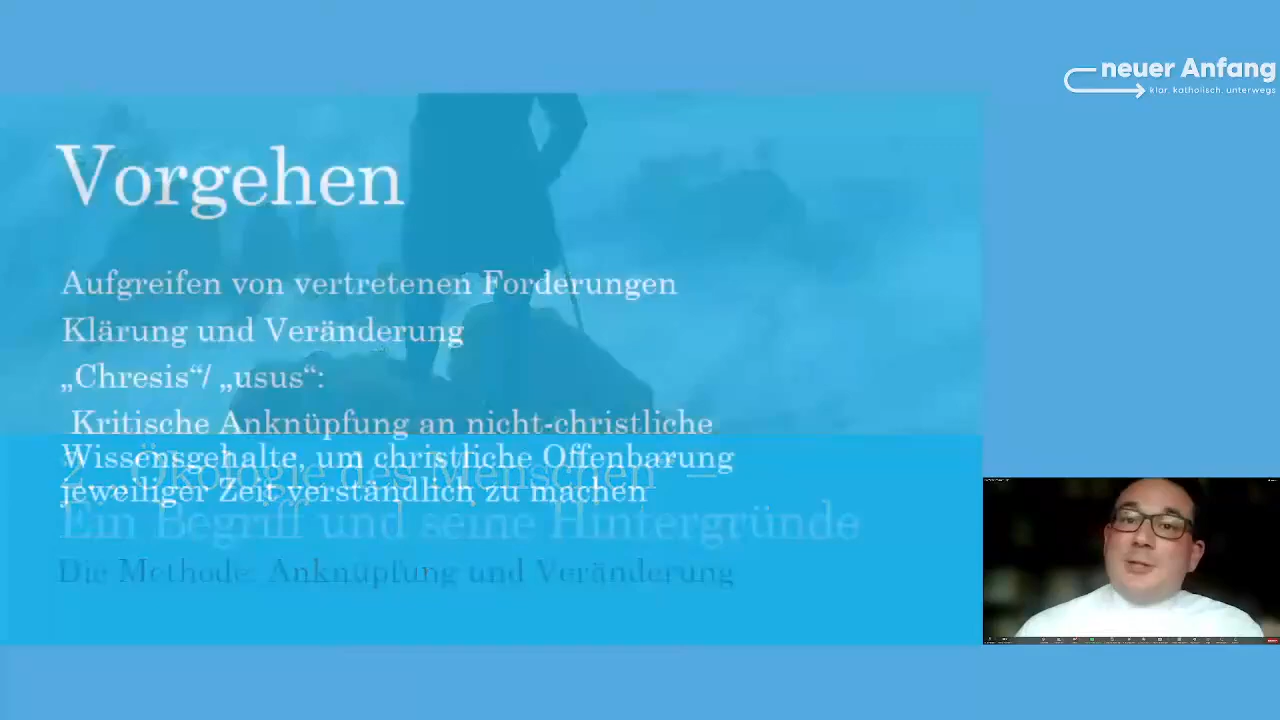 neuer Anfang
klar. katholisch. unterwegs
Vorgehen
Aufgreifen von vertretenen Forderungen
Klärung und Veränderung
„Chresis“/ „usus“:
Kritische Anknüpfung an nicht-christliche
Wissensgehalte, um christliche Offenbarung
jeweiliger Zeit verständlich zu machen
2. „Ökologie des Menschen“ –
Ein Begriff und seine Hintergründe
Die Methode: Anknüpfung und Veränderung